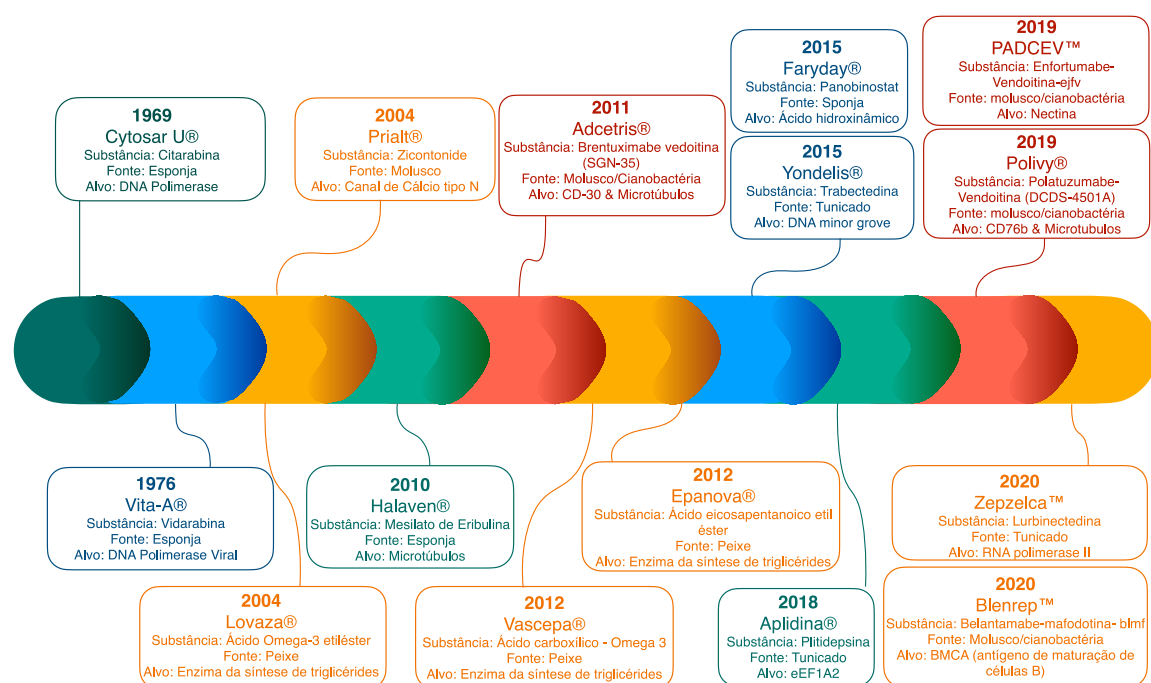 1969
Cytosar U®
Substância: Citarabina
Fonte: Esponja
Alvo: DNA Polimerase
2004
Prialt®
Substância: Zicontonide
Fonte: Molusco
Alvo: Canal de Cálcio tipo N
2011
Adcetris®
Substância: Brentuximabe vedoitina
(SGN-35)
Fonte: Molusco/Cianobactéria
Alvo: CD-30 & Microtúbulos
2015
Faryday®
Substância: Panobinostat
Fonte: Sponja
Alvo: Ácido hidroxinâmico
2015
Yondelis®
Substância: Trabectedina
Fonte: Tunicado
Alvo: DNA minor grove
2019
PADCEV™
Substância: Enfortumabe-
Vendoitina-ejfv
Fonte: molusco/cianobactéria
Alvo: Nectina
2019
Polivy®
Substância: Polatuzumabe-
Vendoitina (DCDS-4501A)
Fonte: molusco/cianobactéria
Alvo: CD76b & Microtubulos
1976
Vita-A®
Substância: Vidarabina
Fonte: Esponja
Alvo: DNA Polimerase Viral
2004
Lovaza®
Substância: Ácido Omega-3 etiléster
Fonte: Peixe
Alvo: Enzima da síntese de triglicérides
2010
Halaven®
Substância: Mesilato de Eribulina
Fonte: Esponja
Alvo: Microtúbulos
2012
Vascepa®
Substância: Ácido carboxílico - Omega 3
Fonte: Peixe
Alvo: Enzima da síntese de triglicérides
2012
Epanova®
Substância: Ácido eicosapentanoico etil
éster
Fonte: Peixe
Alvo: Enzima da síntese de triglicérides
2018
Aplidina®
Substância: Plitidepsina
Fonte: Tunicado
Alvo: eEF1A2
2020
Zepzelca™
Substância: Lurbinectedina
Fonte: Tunicado
Alvo: RNA polimerase II
2020
Blenrep™
Substância: Belantamabe-mafodotina- blmf
Fonte: Molusco/cianobactéria
Alvo: BMCA (antígeno de maturação de
células B)